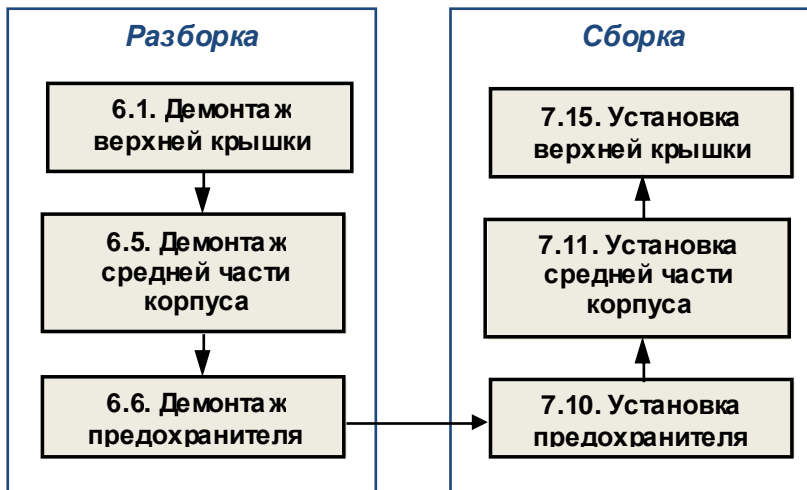 Разборка
6.1. Демонтаж
верхней крышки
6.5. Демонтаж
средней части
корпуса
6.6. Демонтаж
предохранителя
Сборка
7.15. Установка
верхней крышки
7.11. Установка
средней части
корпуса
7.10. Установка
предохранителя